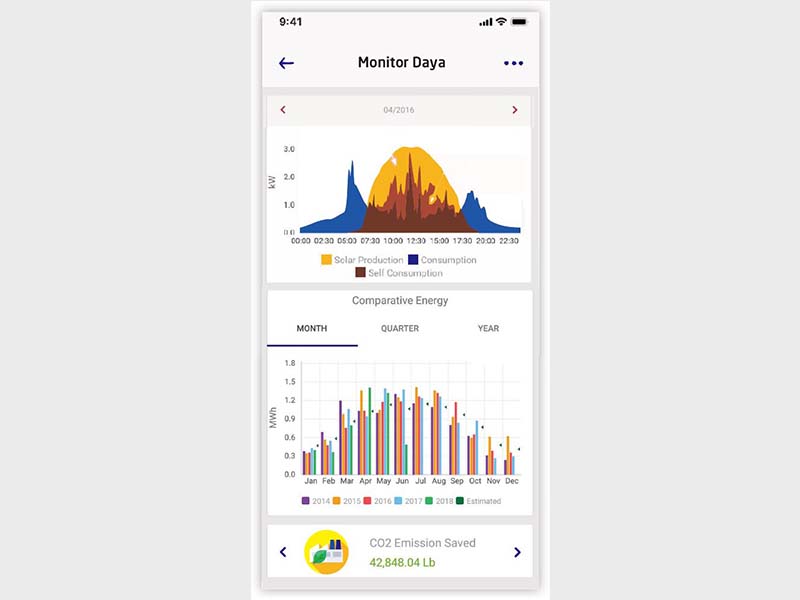 9:41
Monitor Daya
04/2016
kW
3.0
2.0
1.0
0.0
00:00 02:30 05:00 07:30 10:00 12:30 15:00 17:30 20:00 22:30
Solar Production Consumption
Self Consumption
Comparative Energy
MONTH QUARTER YEAR
MWh
1.8
1.5
1.2
0.9
0.6
0.3
0.0
Jan Feb Mar Apr May Jun Jul Aug Sep Oct Nov Dec
2014 2015 2016 2017 2018 Estimated
CO2 Emission Saved
42,848.04 Lb